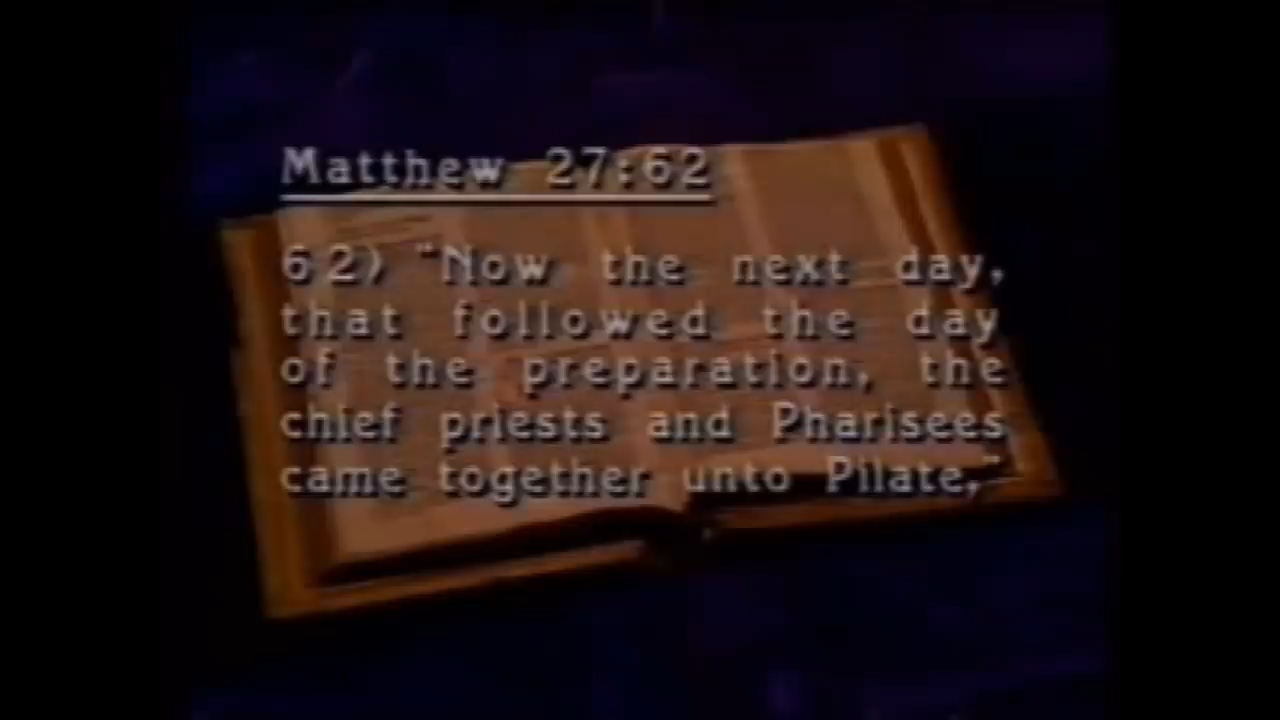 Matthew 27:62
62) "Now the next day,
that followed the day
of the preparation, the
chief priests and Pharisees
came together unto Pilate,"